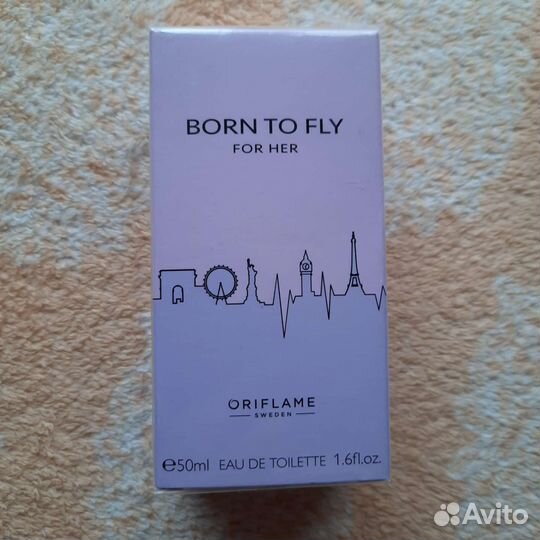 BORN TO FLY
FOR HER
ORIFLAME
SWEDEN
℮50ml EAU DE TOILETTE 1.6fl.oz.
Avito